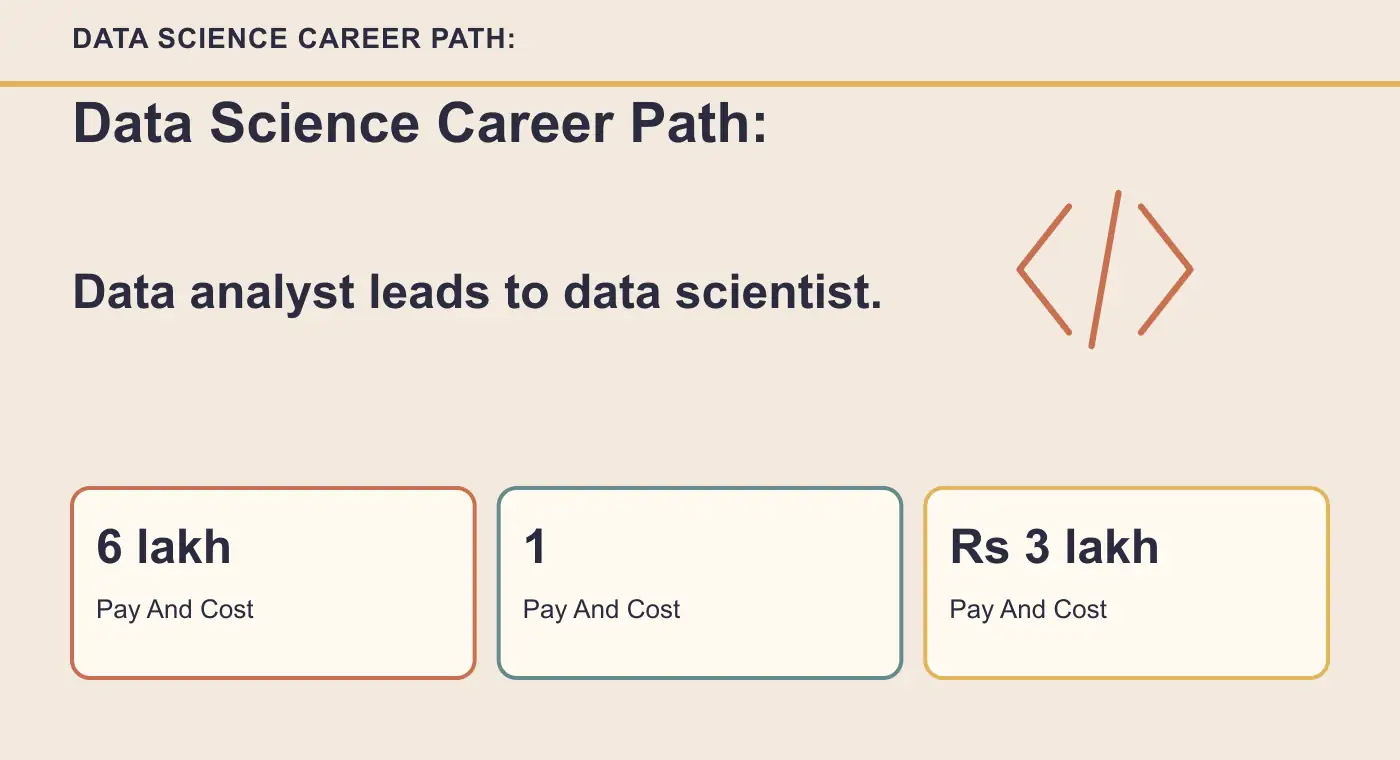 DATA SCIENCE CAREER PATH:
Data Science Career Path:
Data analyst leads to data scientist.
6 lakh
Pay And Cost
1
Pay And Cost
Rs 3 lakh
Pay And Cost